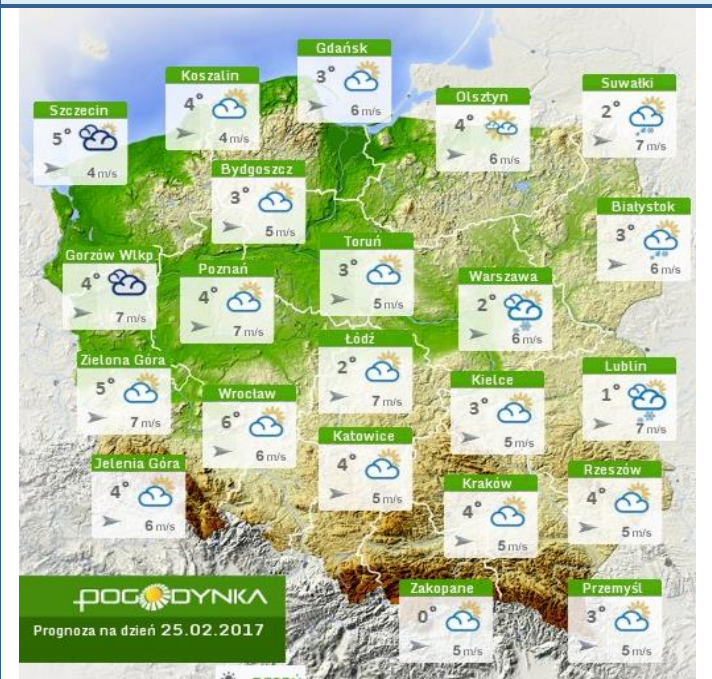 Gdańsk
3°
6 m/s
Koszalin
4°
4 m/s
Szczecin
5°
4 m/s
Olsztyn
4°
6 m/s
Suwałki
2°
7 m/s
Bydgoszcz
3°
5 m/s
Białystok
3°
6 m/s
Gorzów Wlkp
4°
7 m/s
Poznań
4°
7 m/s
Toruń
3°
5 m/s
Warszawa
2°
6 m/s
Zielona Góra
5°
7 m/s
Łódź
2°
7 m/s
Wrocław
6°
6 m/s
Kielce
3°
5 m/s
Lublin
1°
7 m/s
Jelenia Góra
4°
6 m/s
Katowice
4°
5 m/s
Kraków
4°
5 m/s
Rzeszów
4°
5 m/s
Zakopane
0°
5 m/s
Przemyśl
3°
5 m/s
POGODYNKA
Prognoza na dzień 25.02.2017